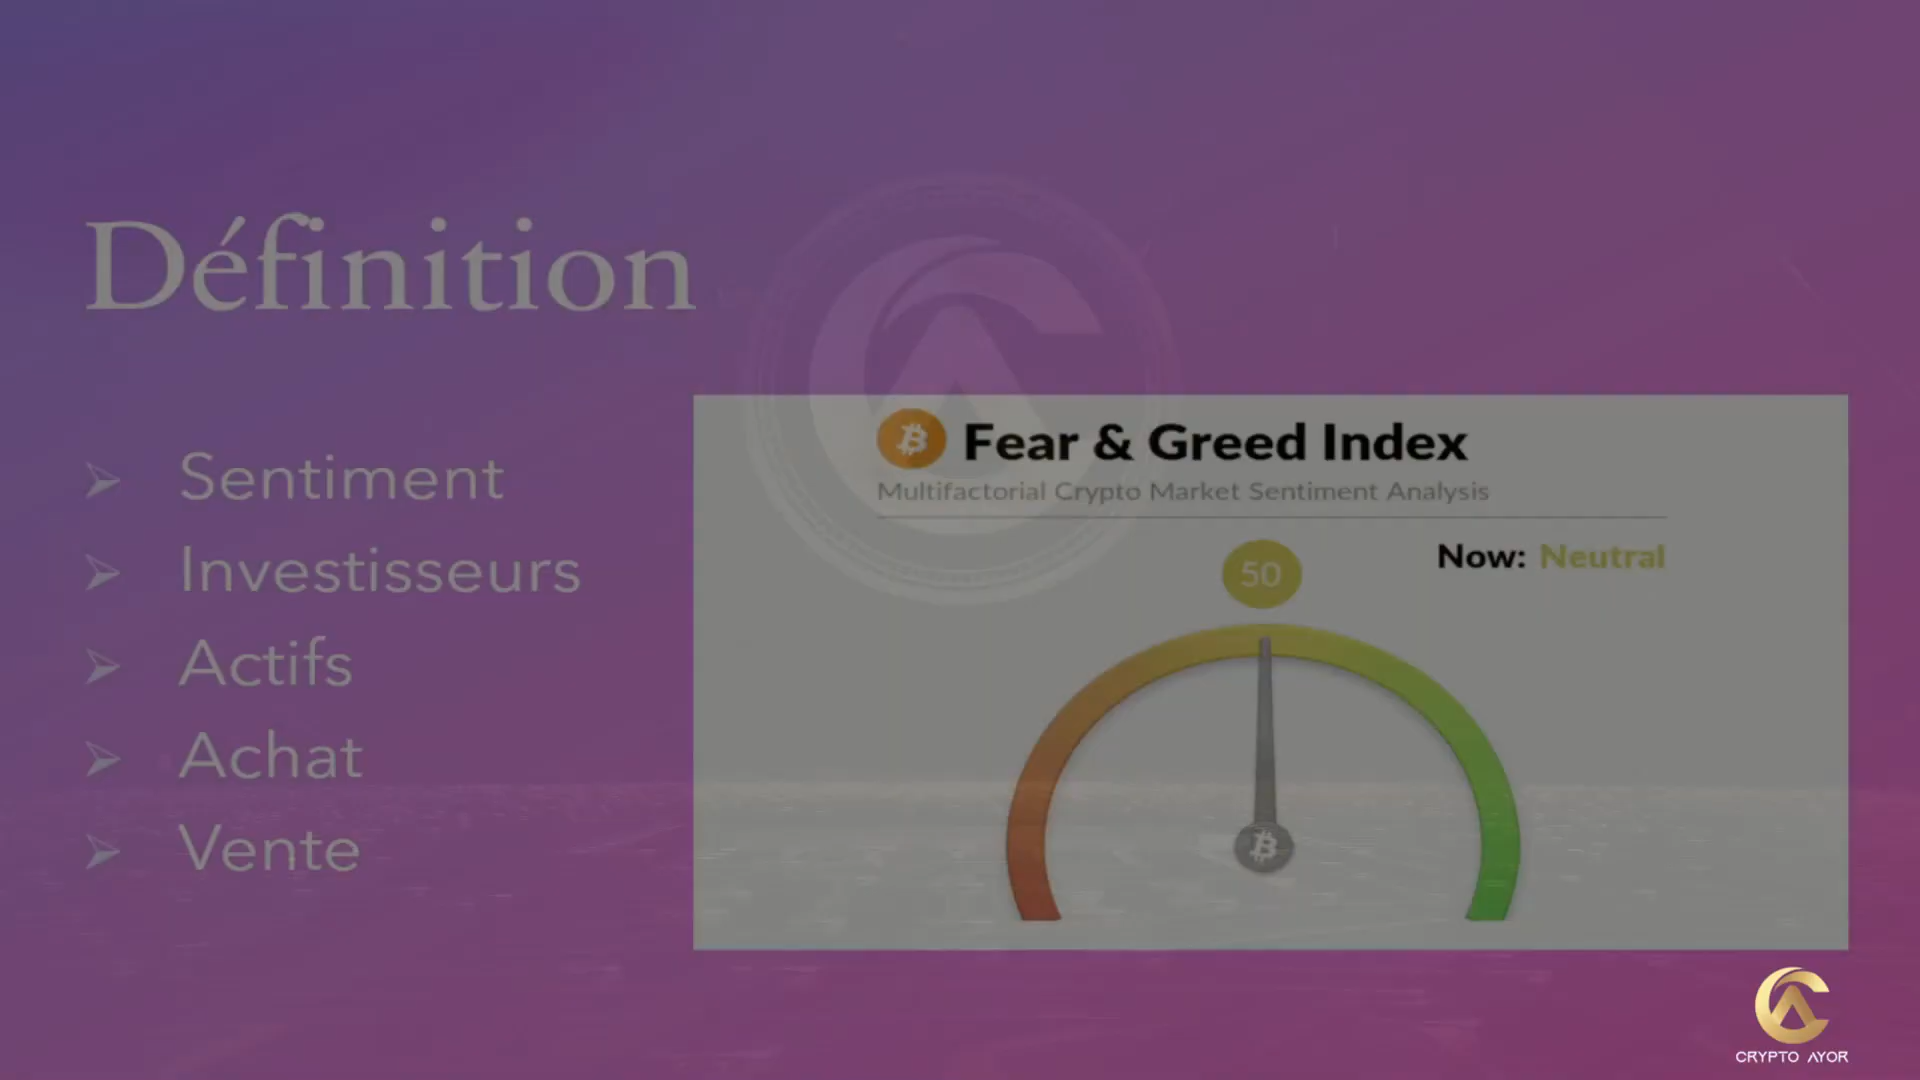 Définition
Sentiment
Investisseurs
Actifs
Achat
Vente
Fear & Greed Index
Multifactorial Crypto Market Sentiment Analysis
Now: Neutral
50
CRYPTO AYOR